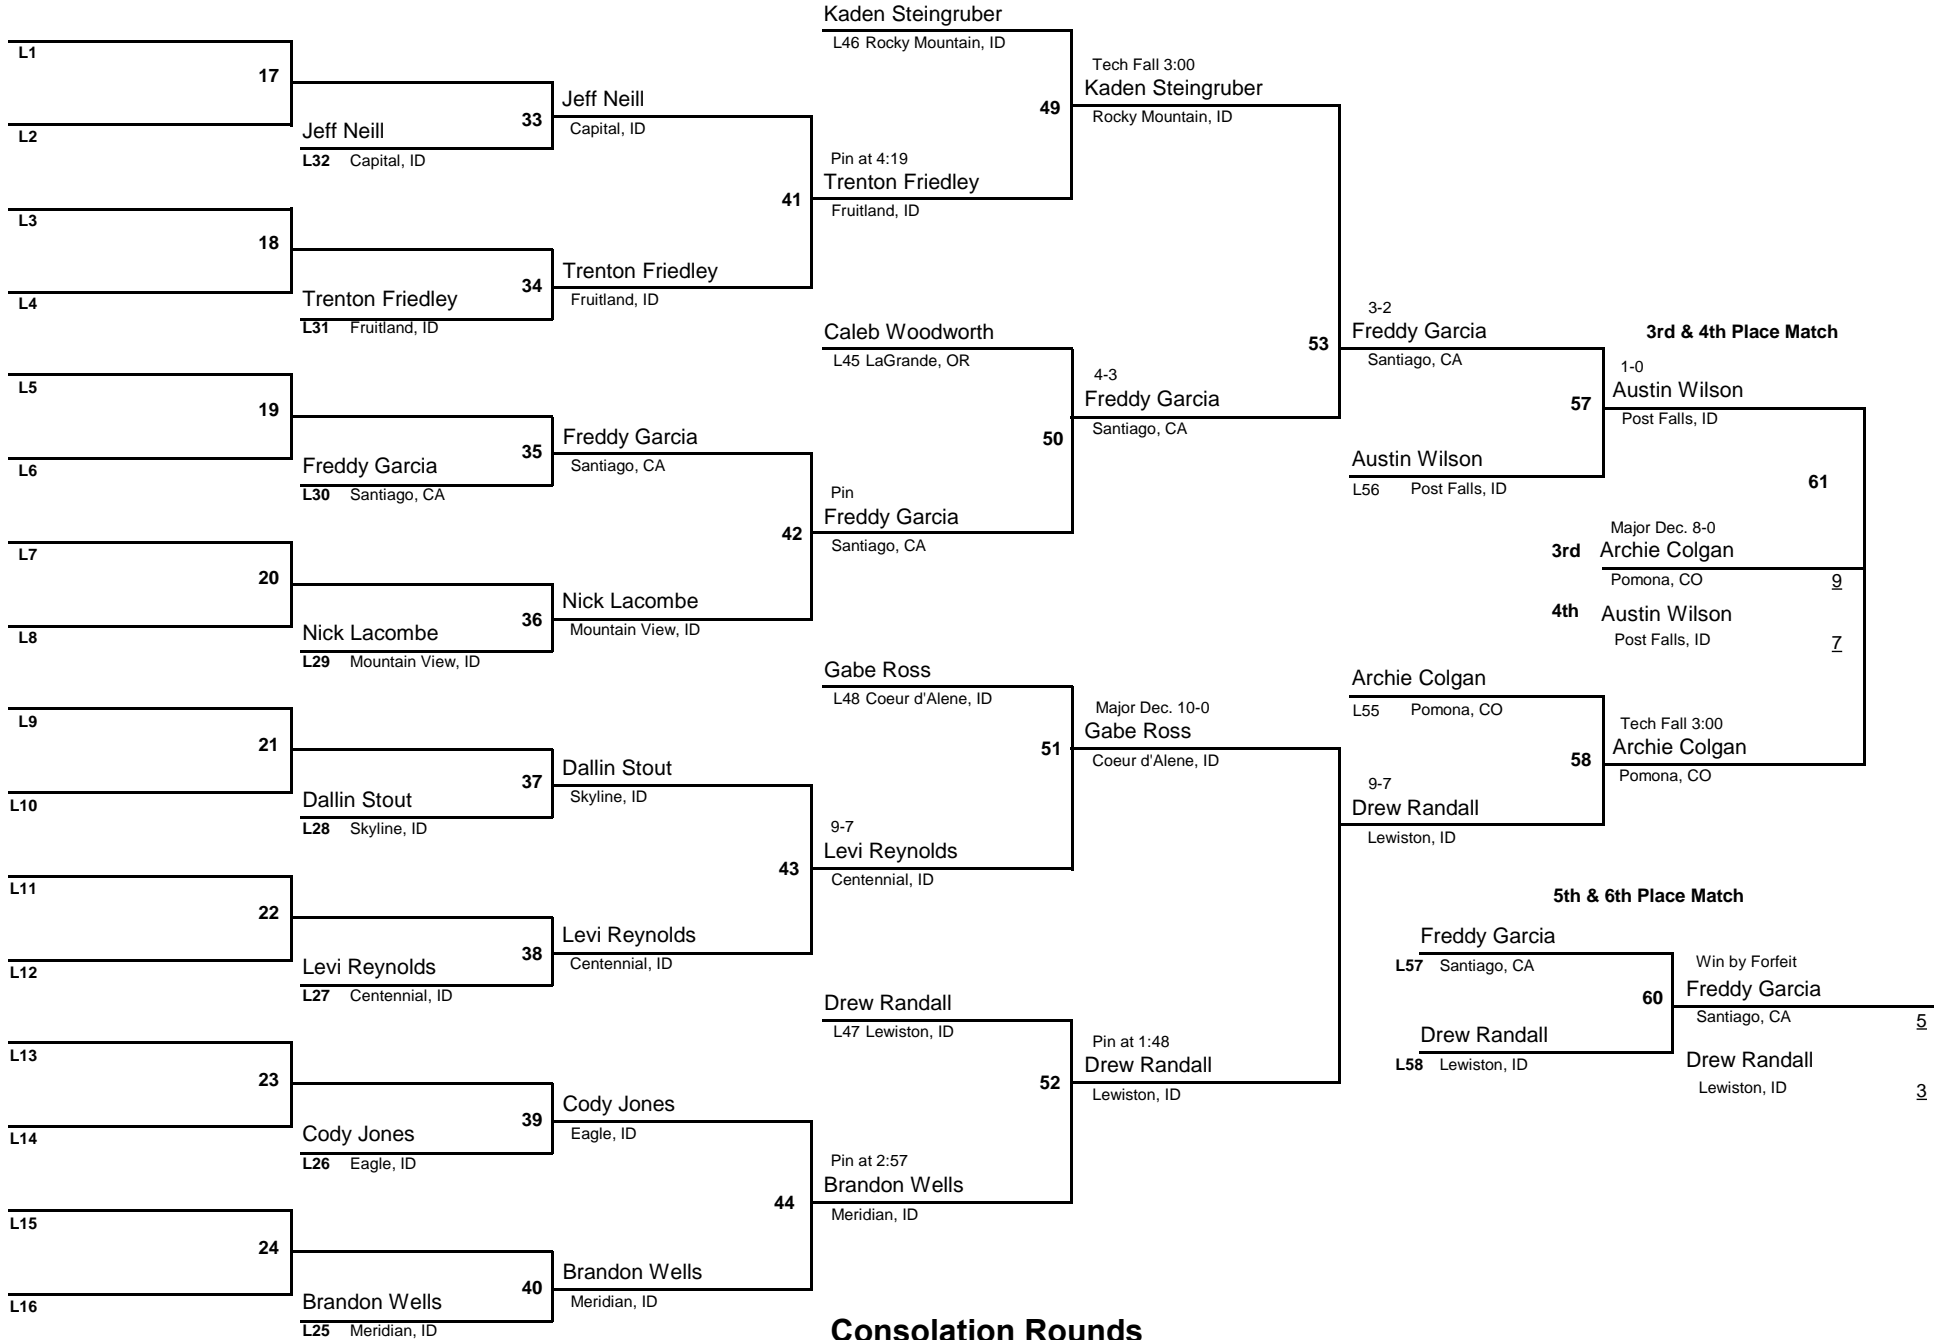 L1
17
L2
Jeff Neill
L32 Capital, ID
33
L3
18
L4
Trenton Friedley
L31 Fruitland, ID
34
L5
19
L6
Freddy Garcia
L30 Santiago, CA
35
L7
20
L8
Nick Lacombe
L29 Mountain View, ID
36
L9
21
L10
Dallin Stout
L28 Skyline, ID
37
L11
22
L12
Levi Reynolds
L27 Centennial, ID
38
L13
23
L14
Cody Jones
L26 Eagle, ID
39
L15
24
L16
Brandon Wells
L25 Meridian, ID
40
Jeff Neill
Capital, ID
41
Trenton Friedley
Fruitland, ID
Freddy Garcia
Santiago, CA
42
Nick Lacombe
Mountain View, ID
Dallin Stout
Skyline, ID
43
Levi Reynolds
Centennial, ID
Cody Jones
Eagle, ID
44
Brandon Wells
Meridian, ID
Kaden Steingruber
L46 Rocky Mountain, ID
49
Pin at 4:19
Trenton Friedley
Fruitland, ID
Caleb Woodworth
L45 LaGrande, OR
50
Pin
Freddy Garcia
Santiago, CA
Gabe Ross
L48 Coeur d'Alene, ID
51
9-7
Levi Reynolds
Centennial, ID
Drew Randall
L47 Lewiston, ID
52
Pin at 2:57
Brandon Wells
Meridian, ID
Tech Fall 3:00
Kaden Steingruber
Rocky Mountain, ID
53
4-3
Freddy Garcia
Santiago, CA
Major Dec. 10-0
Gabe Ross
Coeur d'Alene, ID
Pin at 1:48
Drew Randall
Lewiston, ID
3-2
Freddy Garcia
Santiago, CA
57
Austin Wilson
L56 Post Falls, ID
Archie Colgan
L55 Pomona, CO
58
9-7
Drew Randall
Lewiston, ID
3rd & 4th Place Match
1-0
Austin Wilson
Post Falls, ID
61
Major Dec. 8-0
3rd Archie Colgan
Pomona, CO 9
4th Austin Wilson
Post Falls, ID 7
Tech Fall 3:00
Archie Colgan
Pomona, CO
5th & 6th Place Match
Freddy Garcia
L57 Santiago, CA
60
Drew Randall
L58 Lewiston, ID
Win by Forfeit
Freddy Garcia
Santiago, CA 5
Drew Randall
Lewiston, ID 3
Consolation Rounds